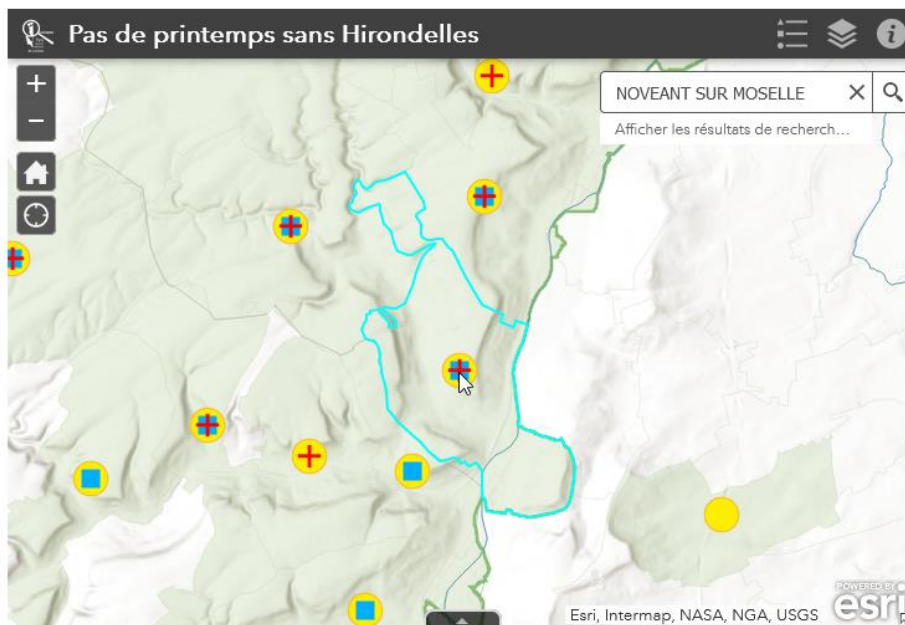 Pas de printemps sans Hirondelles
NOVEANT SUR MOSELLE
Afficher les résultats de recherch...
POWERED BY
esri
Esri, Intermap, NASA, NGA, USGS